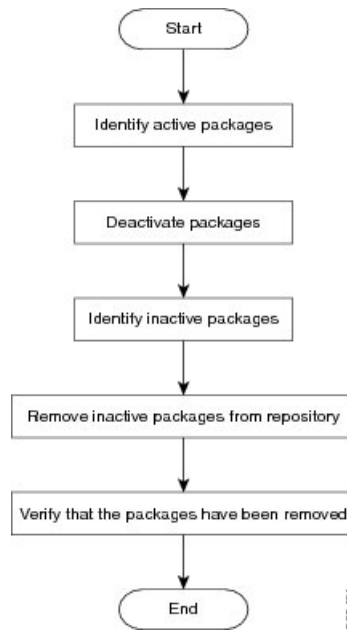 Start
Identify active packages
Deactivate packages
Identify inactive packages
Remove inactive packages from repository
Verify that the packages have been removed
End